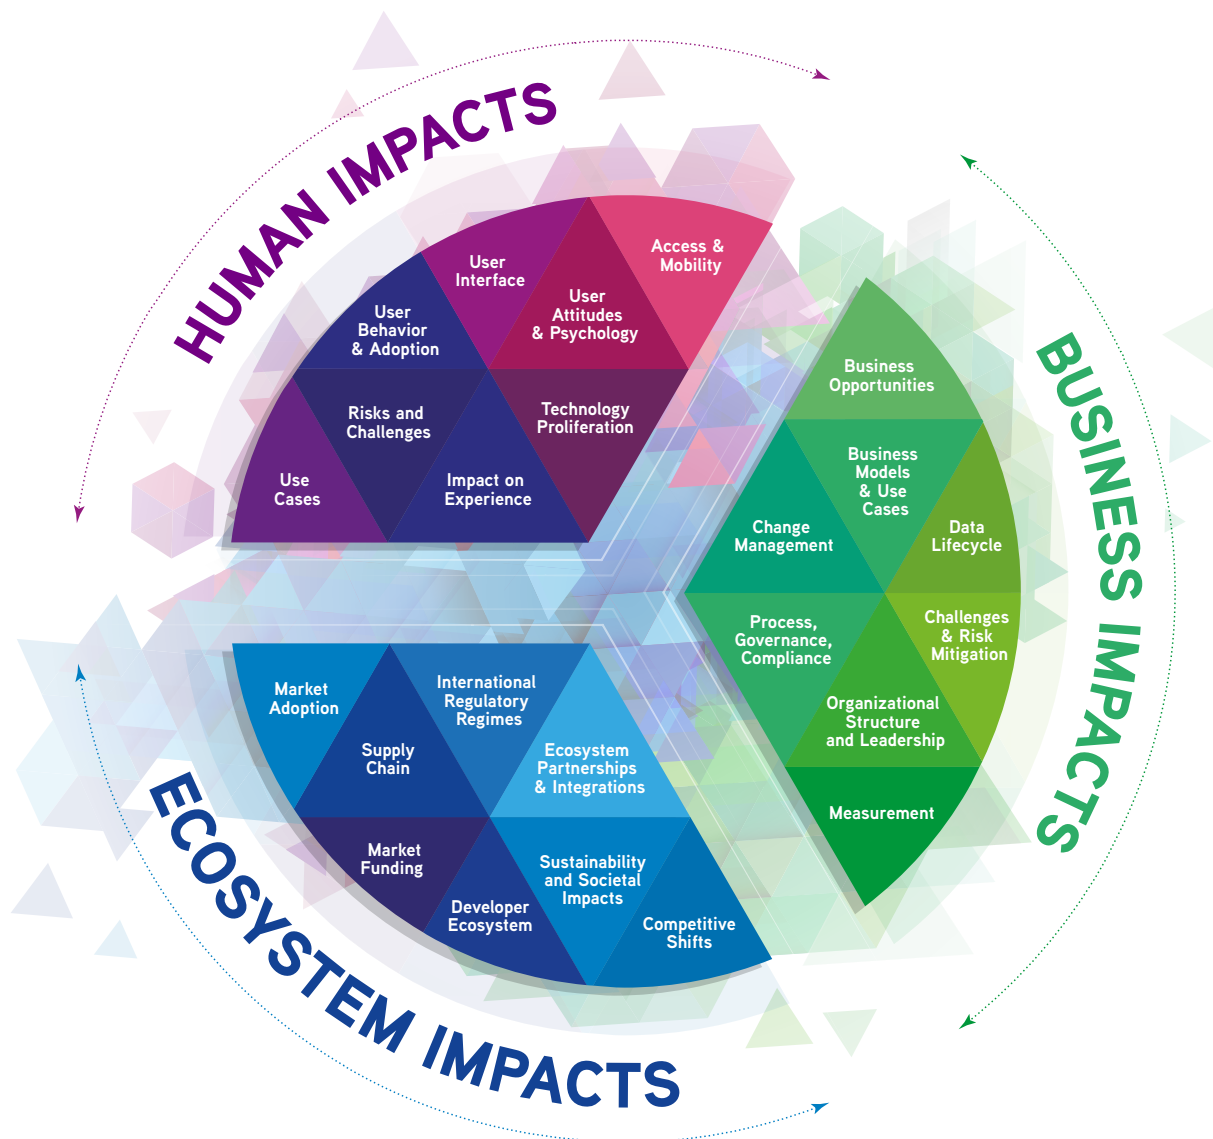 HUMAN IMPACTS
Access &
Mobility
User
Interface
User
Attitudes
& Psychology
User
Behavior
& Adoption
Risks and
Challenges
Technology
Proliferation
Use
Cases
Impact on
Experience
BUSINESS IMPACTS
Business
Opportunities
Business
Models
& Use
Cases
Change
Management
Data
Lifecycle
Process,
Governance,
Compliance
Challenges
& Risk
Mitigation
Organizational
Structure
and Leadership
Measurement
ECOSYSTEM IMPACTS
Market
Adoption
International
Regulatory
Regimes
Supply
Chain
Ecosystem
Partnerships
& Integrations
Market
Funding
Sustainability
and Societal
Impacts
Developer
Ecosystem
Competitive
Shifts